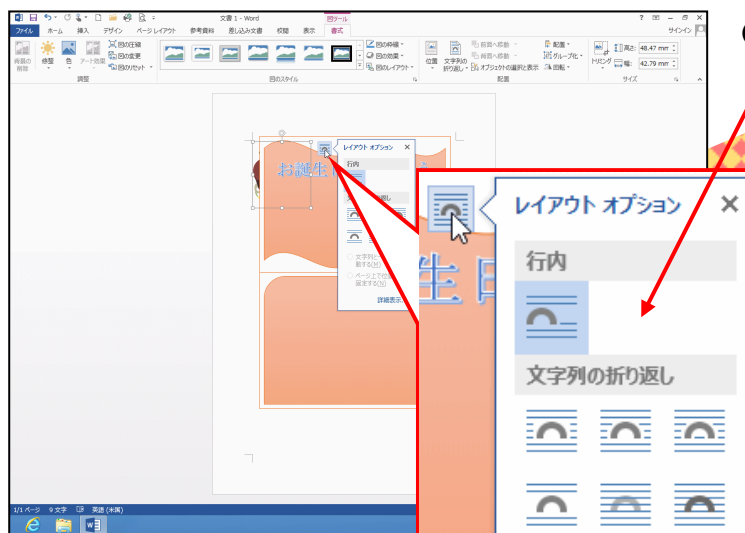 文書 1 - Word
図ツール
サインイン
ファイル ホーム 挿入 デザイン ページ レイアウト 参考資料 差し込み文書 校閲 表示 書式
背景の
削除
修整
色
アート効果
図の圧縮
図の変更
図のリセット
調整
図の枠線
図の効果
図のレイアウト
図のスタイル
位置
文字列の
折り返し
前面へ移動
背面へ移動
オブジェクトの選択と表示
配置
グループ化
回転
配置
トリミング
高さ: 48.47 mm
幅: 42.79 mm
サイズ
レイアウト オプション
行内
お誕生
詳細表示
レイアウト オプション
行内
文字列の折り返し
生日
1/1 ページ 9 文字 英語 (米国)